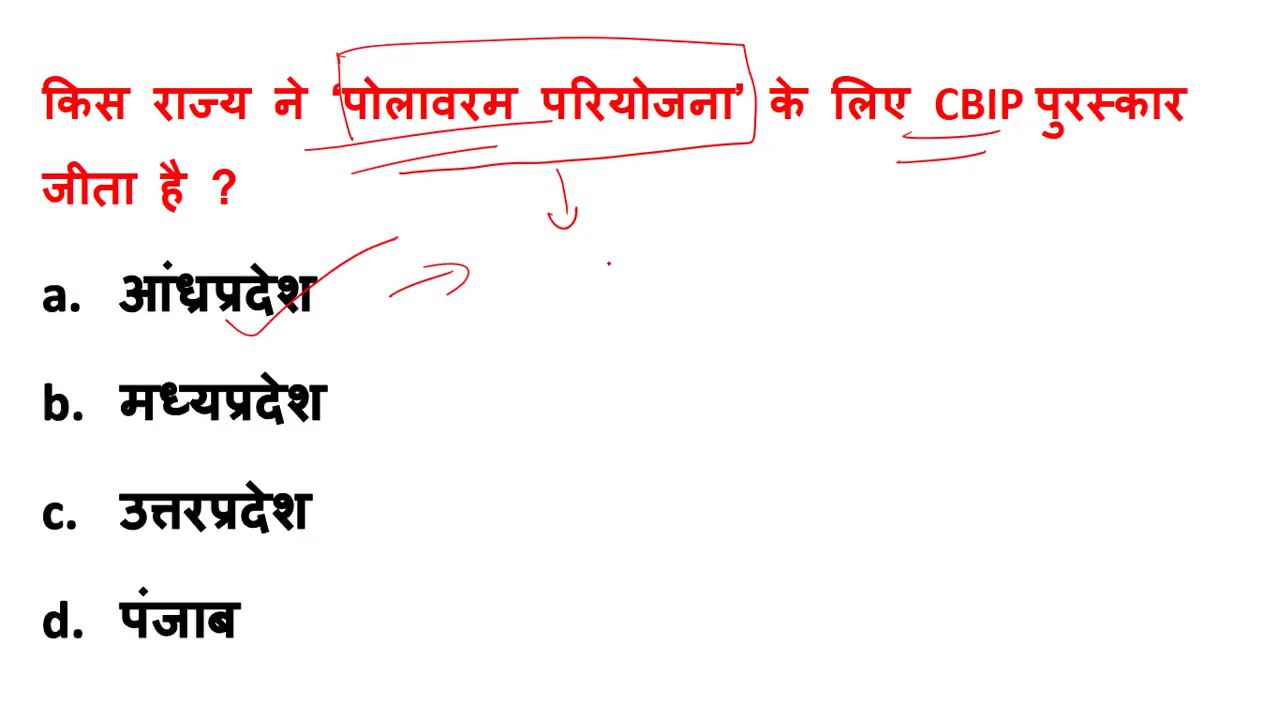 किस राज्य ने ‘पोलावरम परियोजना’ के लिए CBIP पुरस्कार
जीता है ?
a. आंध्रप्रदेश
b. मध्यप्रदेश
c. उत्तरप्रदेश
d. पंजाब